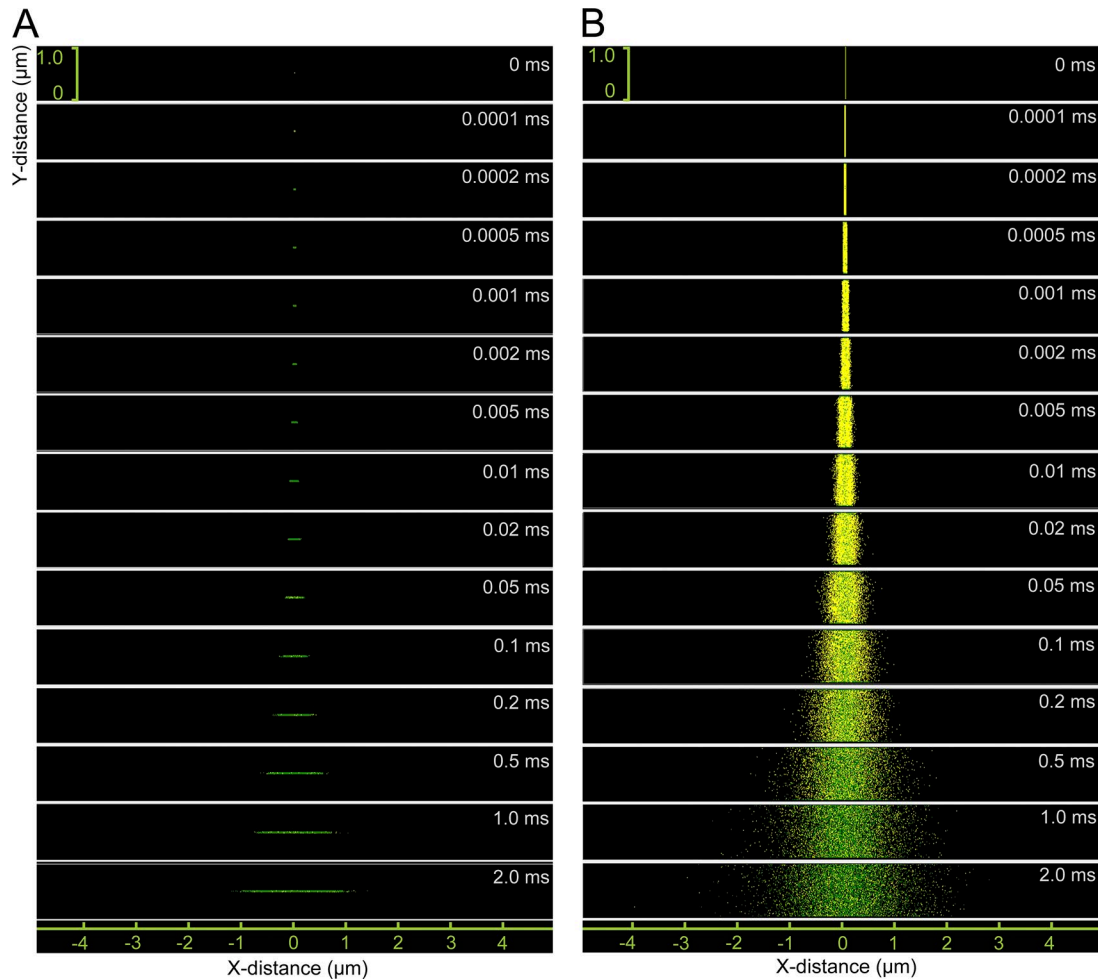 A
Y-distance (µm)
1.0
0
0 ms
0.0001 ms
0.0002 ms
0.0005 ms
0.001 ms
0.002 ms
0.005 ms
0.01 ms
0.02 ms
0.05 ms
0.1 ms
0.2 ms
0.5 ms
1.0 ms
2.0 ms
-4 -3 -2 -1 0 1 2 3 4
X-distance (µm)
B
1.0
0
0 ms
0.0001 ms
0.0002 ms
0.0005 ms
0.001 ms
0.002 ms
0.005 ms
0.01 ms
0.02 ms
0.05 ms
0.1 ms
0.2 ms
0.5 ms
1.0 ms
2.0 ms
-4 -3 -2 -1 0 1 2 3 4
X-distance (µm)